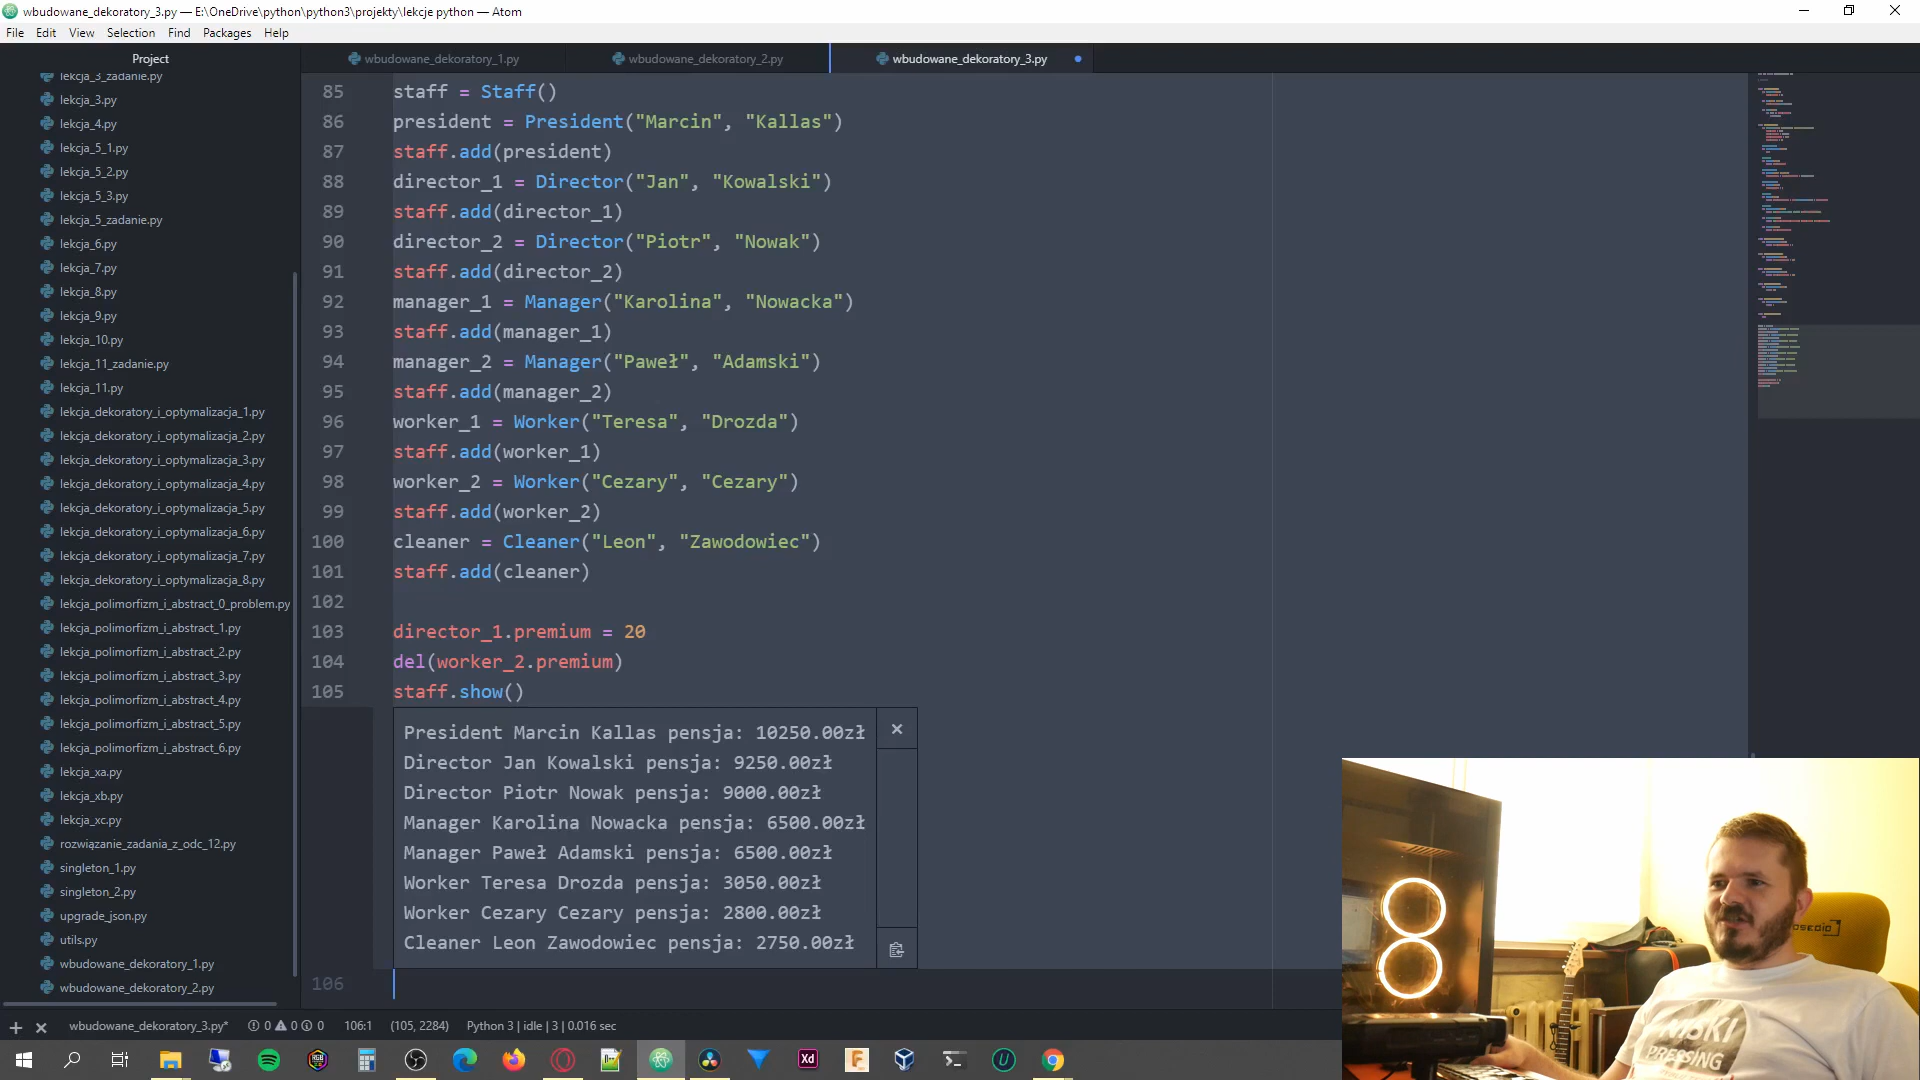 wbudowane_dekoratory_3.py — E:\OneDrive\python\python3\projekty\lekcje python — Atom
File Edit View Selection Find Packages Help
Project
wbudowane_dekoratory_1.py
wbudowane_dekoratory_2.py
wbudowane_dekoratory_3.py
lekcja_3_zadanie.py
lekcja_3.py
lekcja_4.py
lekcja_5_1.py
lekcja_5_2.py
lekcja_5_3.py
lekcja_5_zadanie.py
lekcja_6.py
lekcja_7.py
lekcja_8.py
lekcja_9.py
lekcja_10.py
lekcja_11_zadanie.py
lekcja_11.py
lekcja_dekoratory_i_optymalizacja_1.py
lekcja_dekoratory_i_optymalizacja_2.py
lekcja_dekoratory_i_optymalizacja_3.py
lekcja_dekoratory_i_optymalizacja_4.py
lekcja_dekoratory_i_optymalizacja_5.py
lekcja_dekoratory_i_optymalizacja_6.py
lekcja_dekoratory_i_optymalizacja_7.py
lekcja_dekoratory_i_optymalizacja_8.py
lekcja_polimorfizm_i_abstract_0_problem.py
lekcja_polimorfizm_i_abstract_1.py
lekcja_polimorfizm_i_abstract_2.py
lekcja_polimorfizm_i_abstract_3.py
lekcja_polimorfizm_i_abstract_4.py
lekcja_polimorfizm_i_abstract_5.py
lekcja_polimorfizm_i_abstract_6.py
lekcja_xa.py
lekcja_xb.py
lekcja_xc.py
rozwiązanie_zadania_z_odc_12.py
singleton_1.py
singleton_2.py
upgrade_json.py
utils.py
wbudowane_dekoratory_1.py
wbudowane_dekoratory_2.py
85 staff = Staff()
86 president = President("Marcin", "Kallas")
87 staff.add(president)
88 director_1 = Director("Jan", "Kowalski")
89 staff.add(director_1)
90 director_2 = Director("Piotr", "Nowak")
91 staff.add(director_2)
92 manager_1 = Manager("Karolina", "Nowacka")
93 staff.add(manager_1)
94 manager_2 = Manager("Paweł", "Adamski")
95 staff.add(manager_2)
96 worker_1 = Worker("Teresa", "Drozda")
97 staff.add(worker_1)
98 worker_2 = Worker("Cezary", "Cezary")
99 staff.add(worker_2)
100 cleaner = Cleaner("Leon", "Zawodowiec")
101 staff.add(cleaner)
102
103 director_1.premium = 20
104 del(worker_2.premium)
105 staff.show()
President Marcin Kallas pensja: 10250.00zł
Director Jan Kowalski pensja: 9250.00zł
Director Piotr Nowak pensja: 9000.00zł
Manager Karolina Nowacka pensja: 6500.00zł
Manager Paweł Adamski pensja: 6500.00zł
Worker Teresa Drozda pensja: 3050.00zł
Worker Cezary Cezary pensja: 2800.00zł
Cleaner Leon Zawodowiec pensja: 2750.00zł
106
wbudowane_dekoratory_3.py* 0 0 0 106:1 (105, 2284) Python 3 | idle | 3 | 0.016 sec
Xd